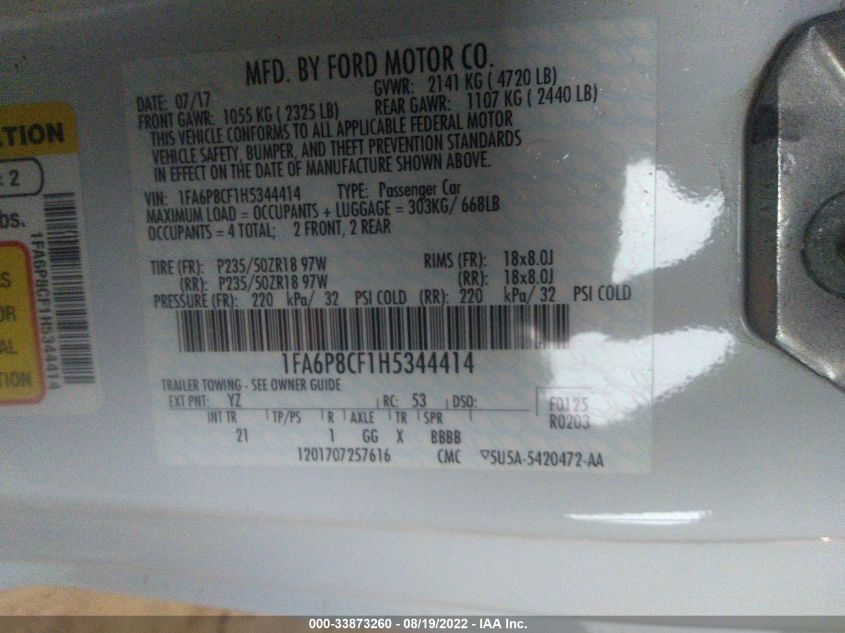 MFD. BY FORD MOTOR CO.
DATE: 07/17 GVWR: 2141 KG ( 4720 LB)
FRONT GAWR: 1055 KG ( 2325 LB) REAR GAWR: 1107 KG ( 2440 LB)
THIS VEHICLE CONFORMS TO ALL APPLICABLE FEDERAL MOTOR
VEHICLE SAFETY, BUMPER, AND THEFT PREVENTION STANDARDS
IN EFFECT ON THE DATE OF MANUFACTURE SHOWN ABOVE.
VIN: 1FA6P8CF1H5344414 TYPE: Passenger Car
MAXIMUM LOAD = OCCUPANTS + LUGGAGE = 303KG/ 668LB
OCCUPANTS = 4 TOTAL; 2 FRONT, 2 REAR
TIRE (FR): P235/50ZR18 97W RIMS (FR): 18x8.0J
(RR): P235/50ZR18 97W (RR): 18x8.0J
PRESSURE (FR): 220 kPa/ 32 PSI COLD (RR): 220 kPa/ 32 PSI COLD
1FA6P8CF1H5344414
TRAILER TOWING - SEE OWNER GUIDE
EXT PNT: YZ RC: 53 DSO: F0125
R0203
INT TR TP/PS R AXLE TR SPR
21 1 GG X BBBB
1201707257616 CMC ▽5U5A-5420472-AA
ATION
: 2
bs.
S
OR
AL
S
1FA6P8CF1H5344414
000-33873260 - 08/19/2022 - IAA Inc.